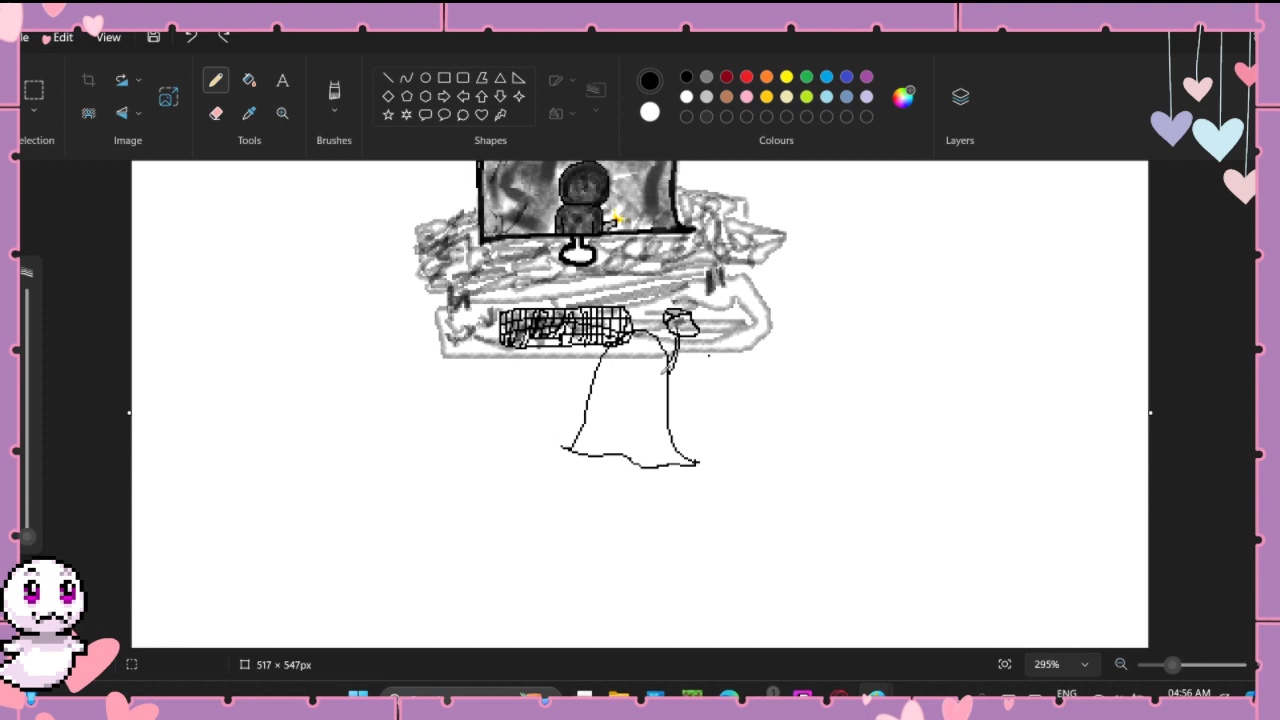 Edit View
Selection Image Tools Brushes Shapes Colours Layers
517 × 547px 295%
ENG 04:56 AM